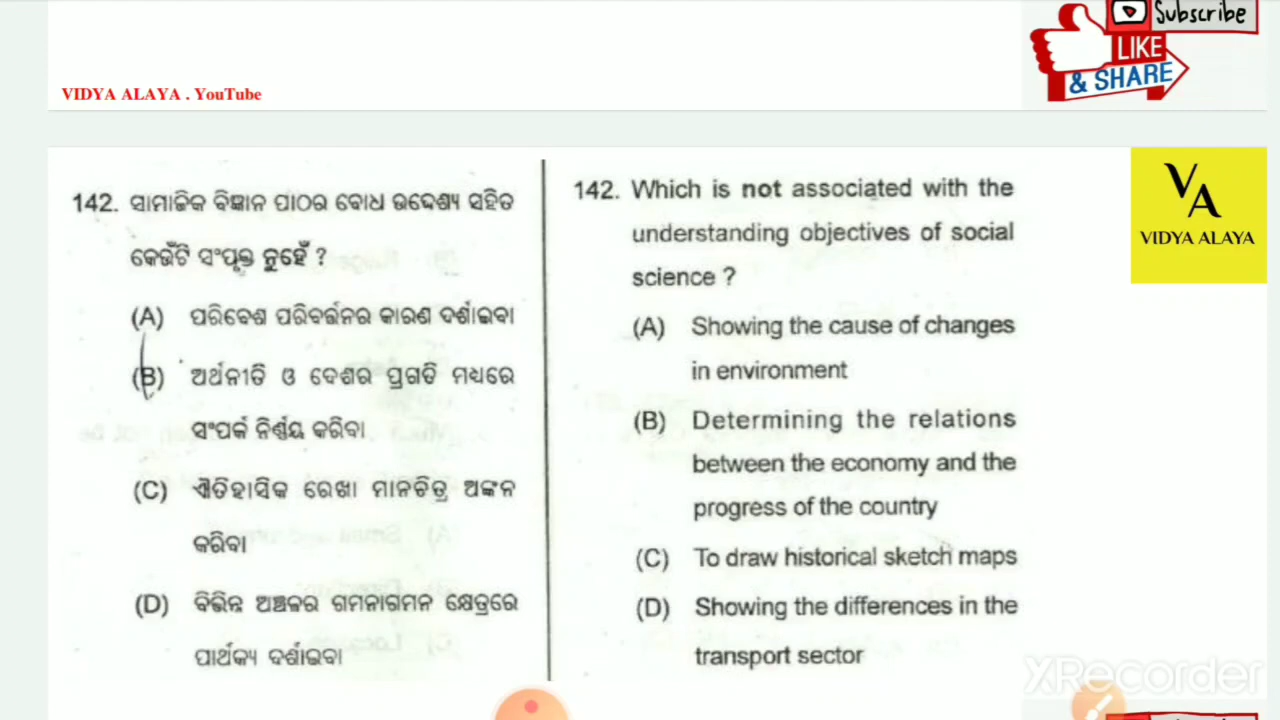 Subscribe
LIKE
& SHARE
VIDYA ALAYA . YouTube
142. ସାମାଜିକ ବିଜ୍ଞାନ ପାଠର ବୋଧ ଉଦ୍ଦେଶ୍ୟ ସହିତ
କେଉଁଟି ସଂପୃକ୍ତ ନୁହେଁ ?
(A) ପରିବେଶ ପରିବର୍ତ୍ତନର କାରଣ ଦର୍ଶାଇବା
(B) ଅର୍ଥନୀତି ଓ ଦେଶର ପ୍ରଗତି ମଧ୍ୟରେ
ସଂପର୍କ ନିର୍ଣ୍ଣୟ କରିବା
(C) ଐତିହାସିକ ରେଖା ମାନଚିତ୍ର ଅଙ୍କନ
କରିବା
(D) ବିଭିନ୍ନ ଅଞ୍ଚଳର ଗମନାଗମନ କ୍ଷେତ୍ରରେ
ପାର୍ଥକ୍ୟ ଦର୍ଶାଇବା
142. Which is not associated with the
understanding objectives of social
science ?
(A) Showing the cause of changes
in environment
(B) Determining the relations
between the economy and the
progress of the country
(C) To draw historical sketch maps
(D) Showing the differences in the
transport sector
VA
VIDYA ALAYA
XRecorder